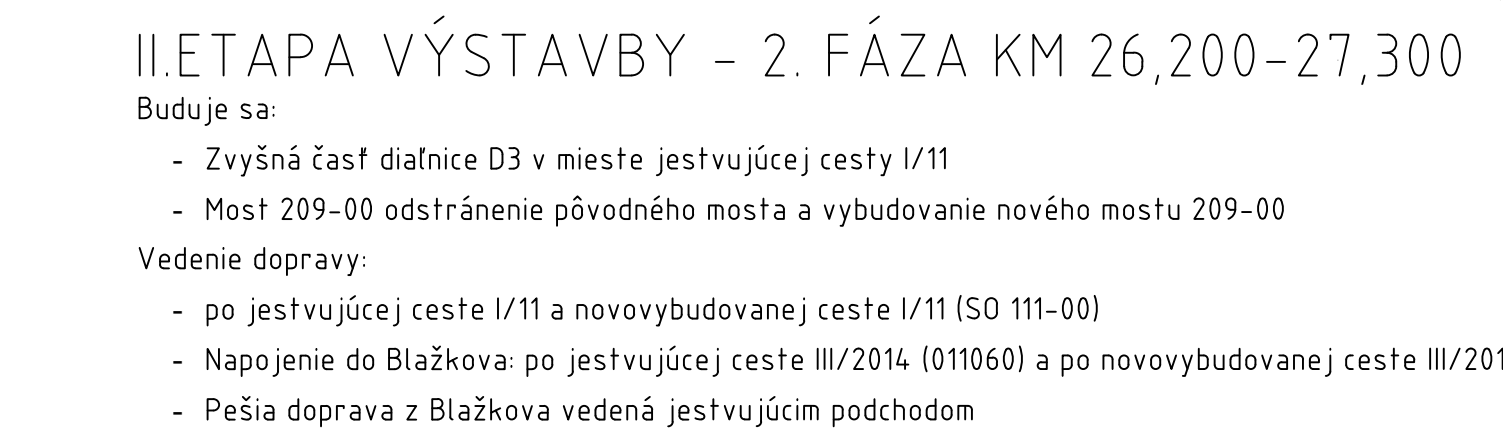 II.ETAPA VÝSTAVBY - 2. FÁZA KM 26,200-27,300
Buduje sa:
- Zvyšná časť diaľnice D3 v mieste jestvujúcej cesty I/11
- Most 209-00 odstránenie pôvodného mosta a vybudovanie nového mostu 209-00
Vedenie dopravy:
- po jestvujúcej ceste I/11 a novovybudovanej ceste I/11 (SO 111-00)
- Napojenie do Blažkova: po jestvujúcej ceste III/2014 (011060) a po novovybudovanej ceste III/201
- Pešia doprava z Blažkova vedená jestvujúcim podchodom